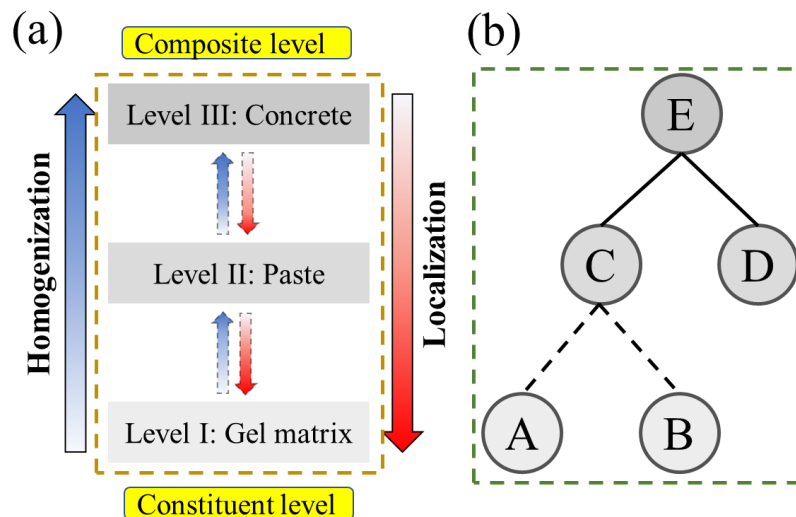 (a)
Composite level
Level III: Concrete
Level II: Paste
Level I: Gel matrix
Constituent level
Homogenization
Localization
(b)
E
C
D
A
B